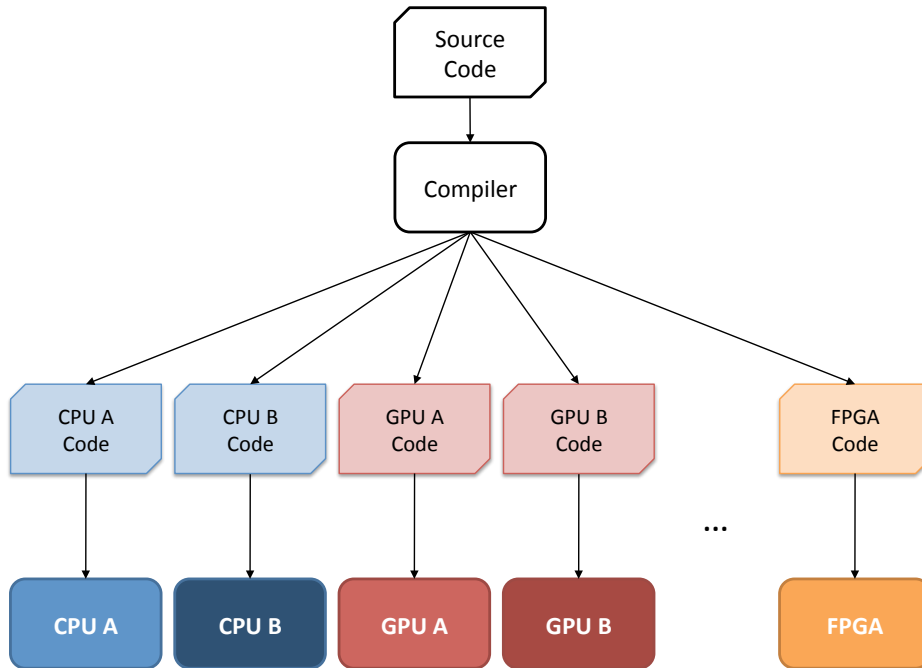 Source
Code
Compiler
CPU A
Code
CPU B
Code
GPU A
Code
GPU B
Code
FPGA
Code
...
CPU A
CPU B
GPU A
GPU B
FPGA